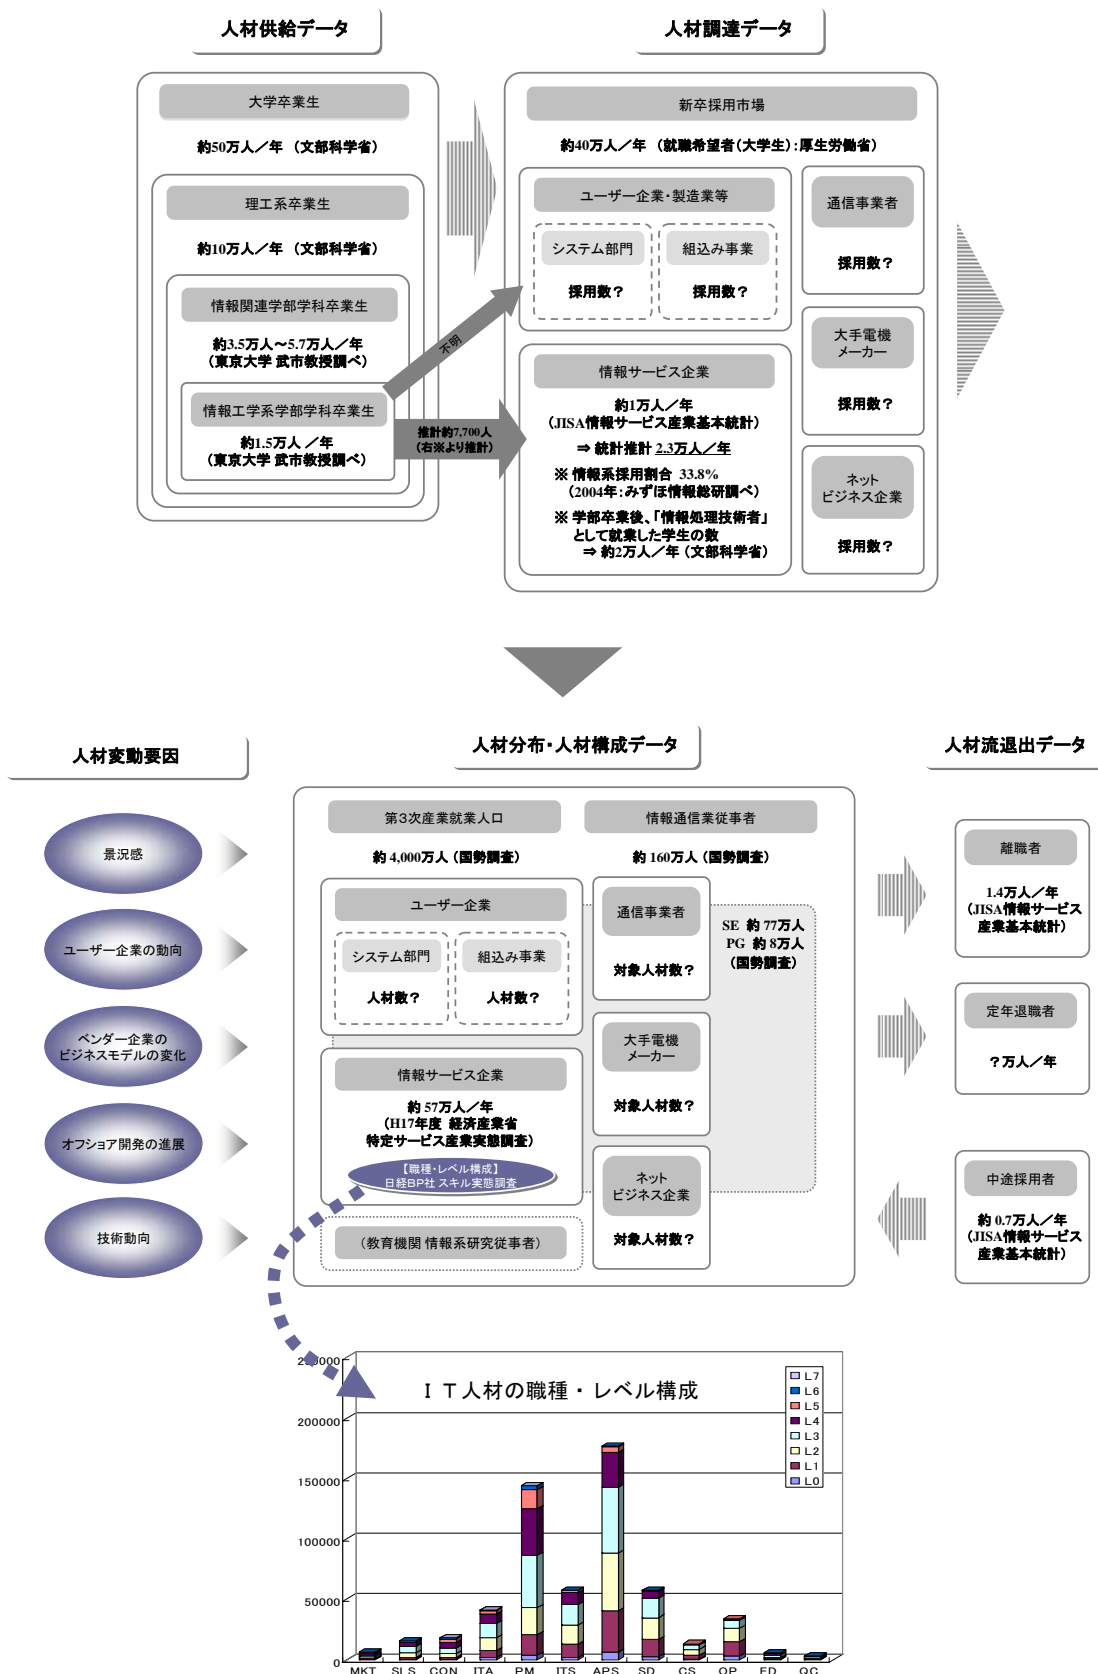 人材供給データ
人材調達データ
大学卒業生
約50万人／年 （文部科学省）
理工系卒業生
約10万人／年 （文部科学省）
情報関連学部学科卒業生
約3.5万人～5.7万人／年
（東京大学 武市教授調べ）
情報工学系学部学科卒業生
約1.5万人 ／年
（東京大学 武市教授調べ）
不明
推計約7,700人
（右※より推計）
新卒採用市場
約40万人／年 （就職希望者（大学生）：厚生労働省）
ユーザー企業・製造業等
システム部門
採用数？
組込み事業
採用数？
情報サービス企業
約1万人／年
（JISA情報サービス産業基本統計）
⇒ 統計推計 2.3万人／年
※ 情報系採用割合 33.8%
（2004年：みずほ情報総研調べ）
※ 学部卒業後、「情報処理技術者」
として就業した学生の数
⇒ 約2万人／年 （文部科学省）
通信事業者
採用数？
大手電機
メーカー
採用数？
ネット
ビジネス企業
採用数？
人材変動要因
人材分布・人材構成データ
人材流退出データ
景況感
ユーザー企業の動向
ベンダー企業の
ビジネスモデルの変化
オフショア開発の進展
技術動向
第3次産業就業人口
約 4,000万人 （国勢調査）
情報通信業従事者
約 160万人 （国勢調査）
ユーザー企業
システム部門
人材数？
組込み事業
人材数？
情報サービス企業
約 57万人／年
（H17年度 経済産業省
特定サービス産業実態調査）
【職種・レベル構成】
日経BP社 スキル実態調査
（教育機関 情報系研究従事者）
通信事業者
対象人材数？
大手電機
メーカー
対象人材数？
ネット
ビジネス企業
対象人材数？
SE 約 77万人
PG 約 8万人
（国勢調査）
離職者
1.4万人／年
（JISA情報サービス
産業基本統計）
定年退職者
？万人／年
中途採用者
約 0.7万人／年
（JISA情報サービス
産業基本統計）
ＩＴ人材の職種・レベル構成
L7
L6
L5
L4
L3
L2
L1
L0
250000
200000
150000
100000
50000
0
MKT SLS CON ITA PM ITS APS SD CS OP ED QC